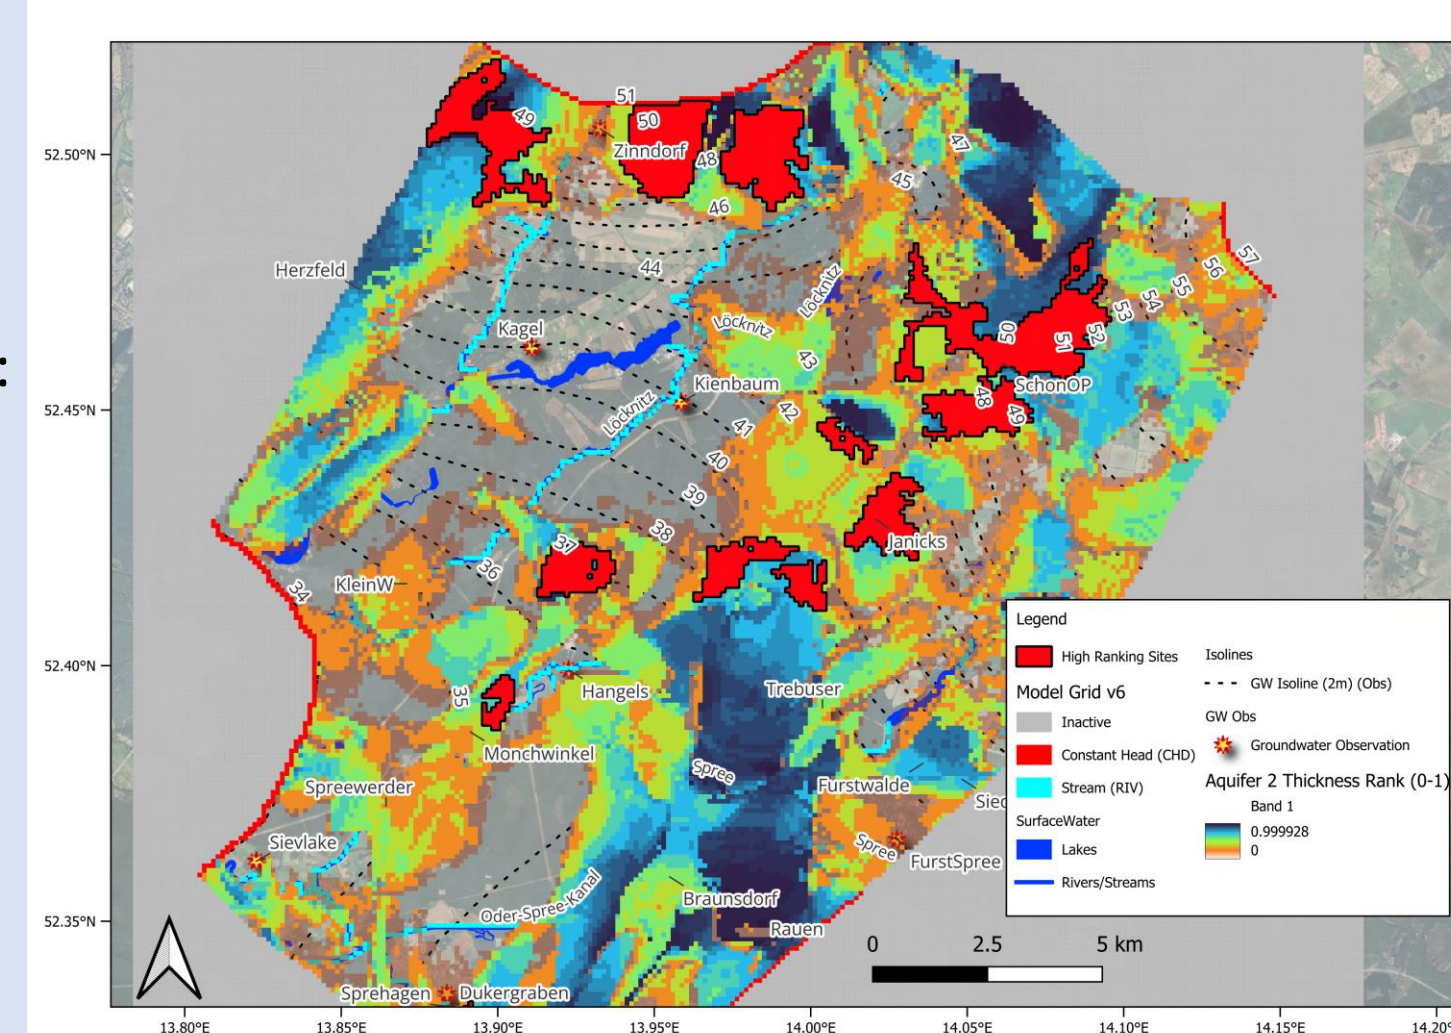 :
51
49
50
Zinndorf
48
47
45
46
52.50°N
Herzfeld
44
57
56
55
54
53
Löcknitz
Löcknitz
Kagel
43
50
51
52
Kienbaum
SchonOP
48
49
52.45°N
Löcknitz
42
41
40
39
38
37
36
Janicks
34
KleinW
52.40°N
35
Hangels
Trebuser
Monchwinkel
Spree
Spreewerder
Furstwalde
Sied
Sievlake
Spree
FurstSpree
Braunsdorf
Oder-Spree-Kanal
Rauen
52.35°N
Sprehagen
Dukergraben
0 2.5 5 km
Legend
High Ranking Sites
Model Grid v6
Inactive
Constant Head (CHD)
Stream (RIV)
SurfaceWater
Lakes
Rivers/Streams
Isolines
GW Isoline (2m) (Obs)
GW Obs
Groundwater Observation
Aquifer 2 Thickness Rank (0-1)
Band 1
0.999928
0
13.80°E 13.85°E 13.90°E 13.95°E 14.00°E 14.05°E 14.10°E 14.15°E 14.20°E